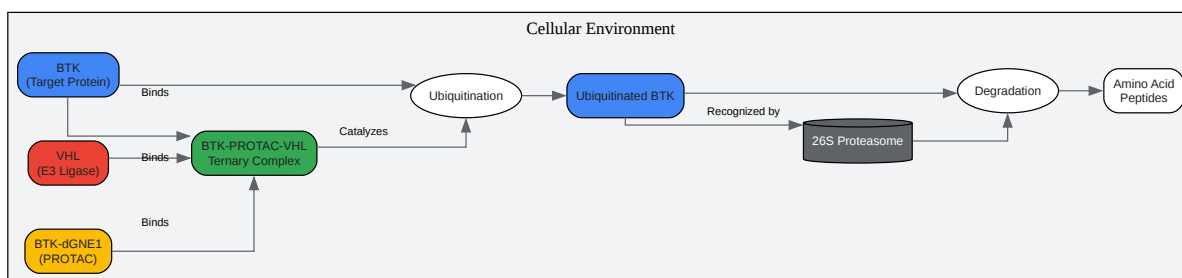 Cellular Environment
BTK
(Target Protein)
Binds
Ubiquitination
Ubiquitinated BTK
Degradation
Amino Acid
Peptides
Recognized by
26S Proteasome
Catalyzes
VHL
(E3 Ligase)
Binds
BTK-PROTAC-VHL
Ternary Complex
Binds
BTK-dGNE1
(PROTAC)